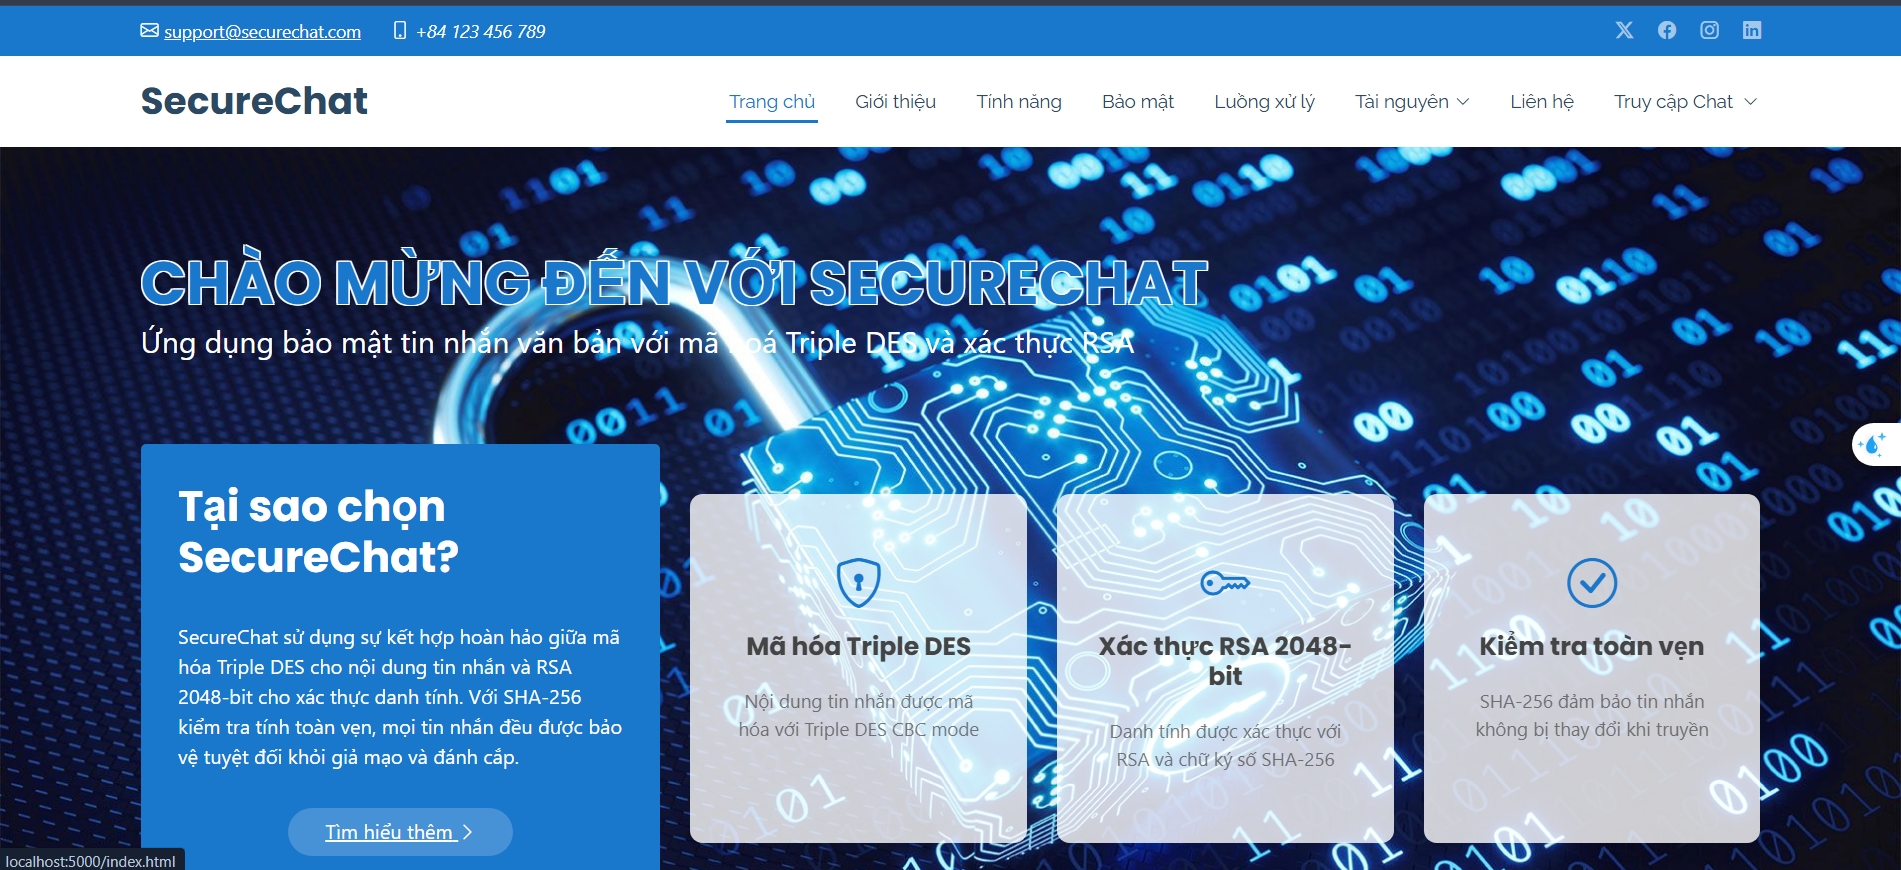 support@securechat.com
+84 123 456 789
SecureChat
Trang chủ
Giới thiệu
Tính năng
Bảo mật
Luồng xử lý
Tài nguyên
Liên hệ
Truy cập Chat
CHÀO MỪNG ĐẾN VỚI SECURECHAT
Ứng dụng bảo mật tin nhắn văn bản với mã hoá Triple DES và xác thực RSA
Tại sao chọn
SecureChat?
SecureChat sử dụng sự kết hợp hoàn hảo giữa mã
hóa Triple DES cho nội dung tin nhắn và RSA
2048-bit cho xác thực danh tính. Với SHA-256
kiểm tra tính toàn vẹn, mọi tin nhắn đều được bảo
vệ tuyệt đối khỏi giả mạo và đánh cắp.
Tìm hiểu thêm
Mã hóa Triple DES
Nội dung tin nhắn được mã
hóa với Triple DES CBC mode
Xác thực RSA 2048-
bit
Danh tính được xác thực với
RSA và chữ ký số SHA-256
Kiểm tra toàn vẹn
SHA-256 đảm bảo tin nhắn
không bị thay đổi khi truyền
localhost:5000/index.html